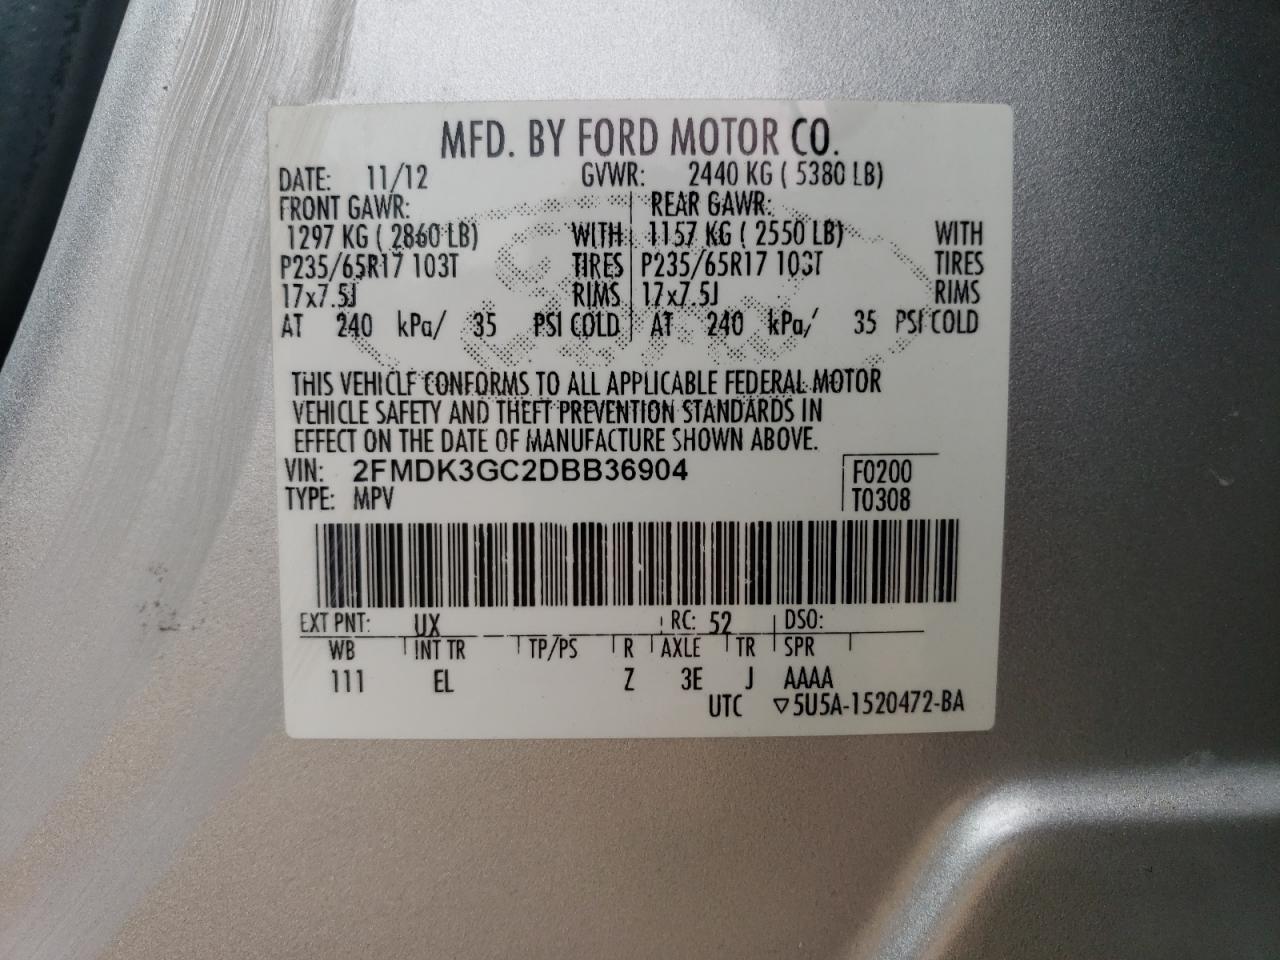 MFD. BY FORD MOTOR CO.
DATE: 11/12 GVWR: 2440 KG ( 5380 LB)
FRONT GAWR: REAR GAWR:
1297 KG ( 2860 LB) WITH 1157 KG ( 2550 LB) WITH
P235/65R17 103T TIRES P235/65R17 103T TIRES
17x7.5J RIMS 17x7.5J RIMS
AT 240 kPa/ 35 PSI COLD AT 240 kPa/ 35 PSI COLD
THIS VEHICLE CONFORMS TO ALL APPLICABLE FEDERAL MOTOR
VEHICLE SAFETY AND THEFT PREVENTION STANDARDS IN
EFFECT ON THE DATE OF MANUFACTURE SHOWN ABOVE.
VIN: 2FMDK3GC2DBB36904 F0200
TYPE: MPV T0308
EXT PNT: UX RC: 52 DSO:
WB INT TR TP/PS R AXLE TR SPR
111 EL Z 3E J AAAA
UTC ▽5U5A-1520472-BA